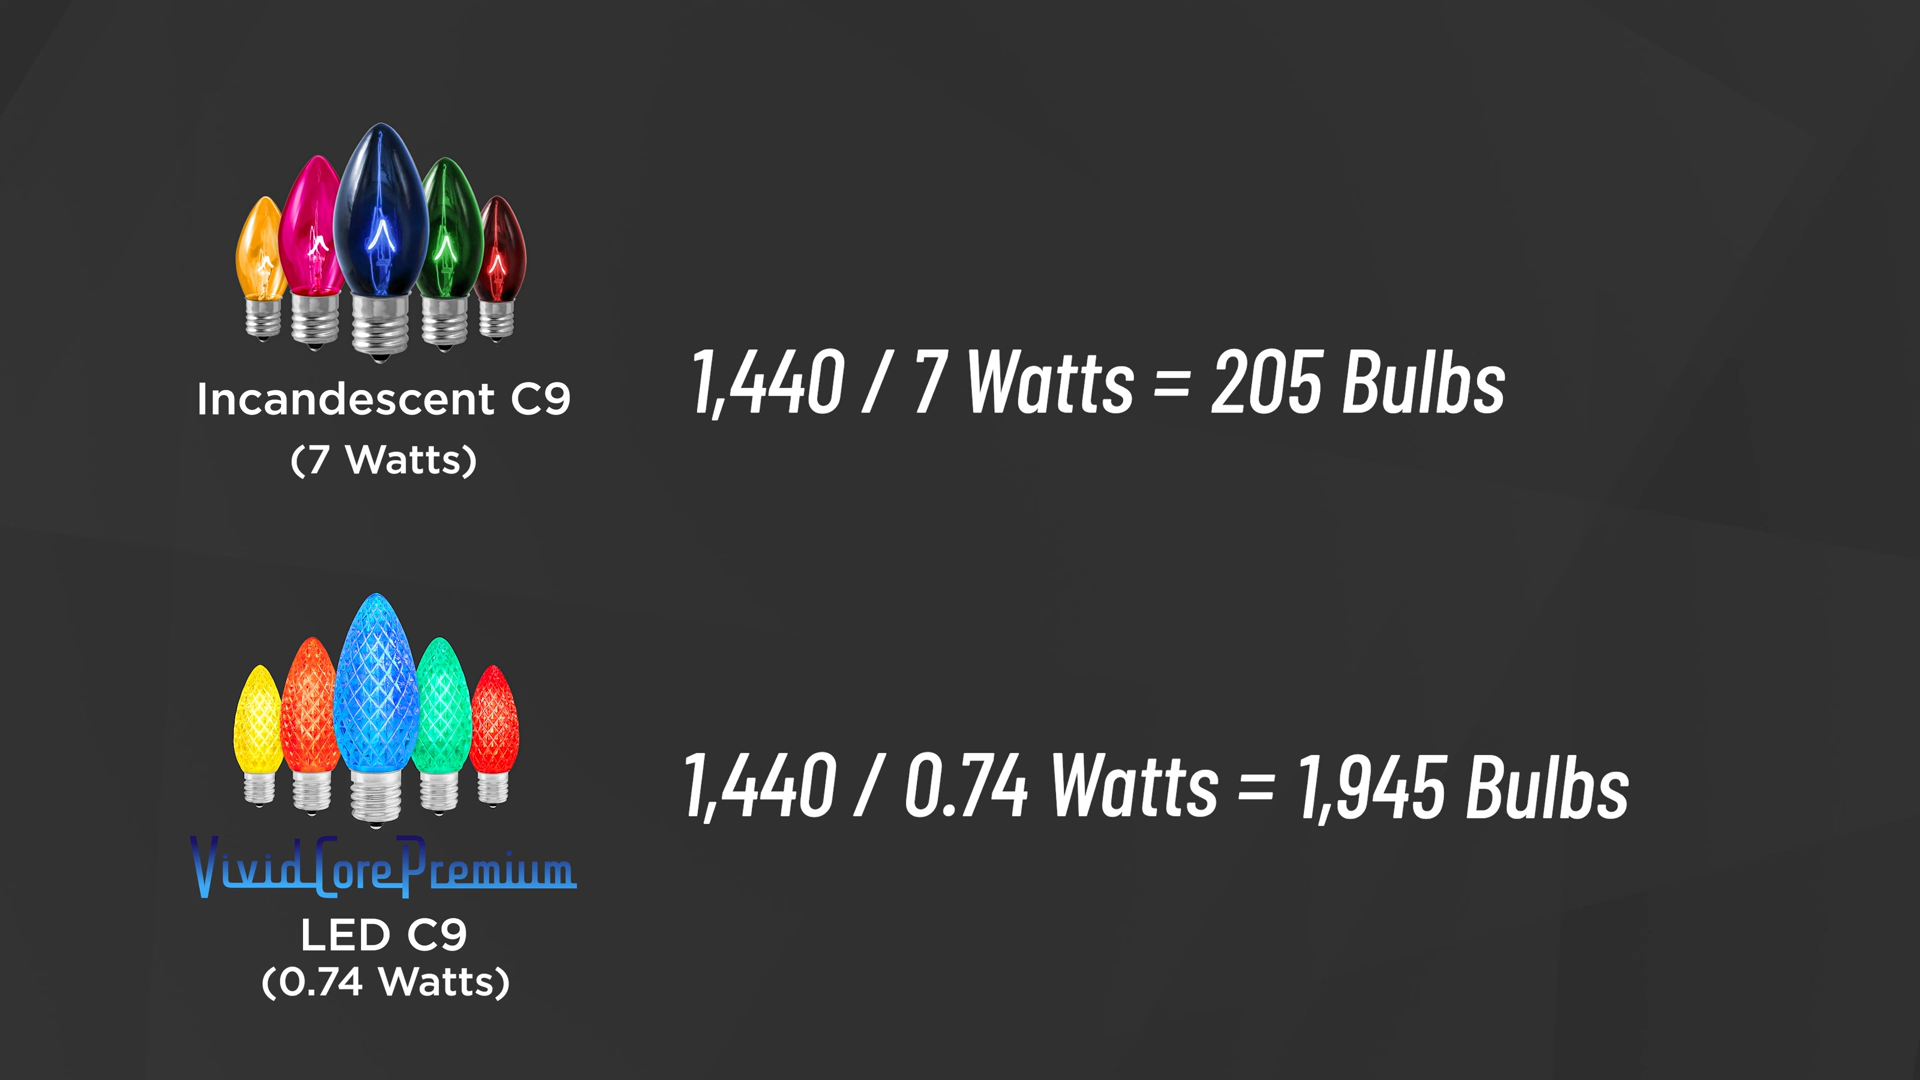 Incandescent C9
(7 Watts)
1,440 / 7 Watts = 205 Bulbs
VividCorePremium
LED C9
(0.74 Watts)
1,440 / 0.74 Watts = 1,945 Bulbs